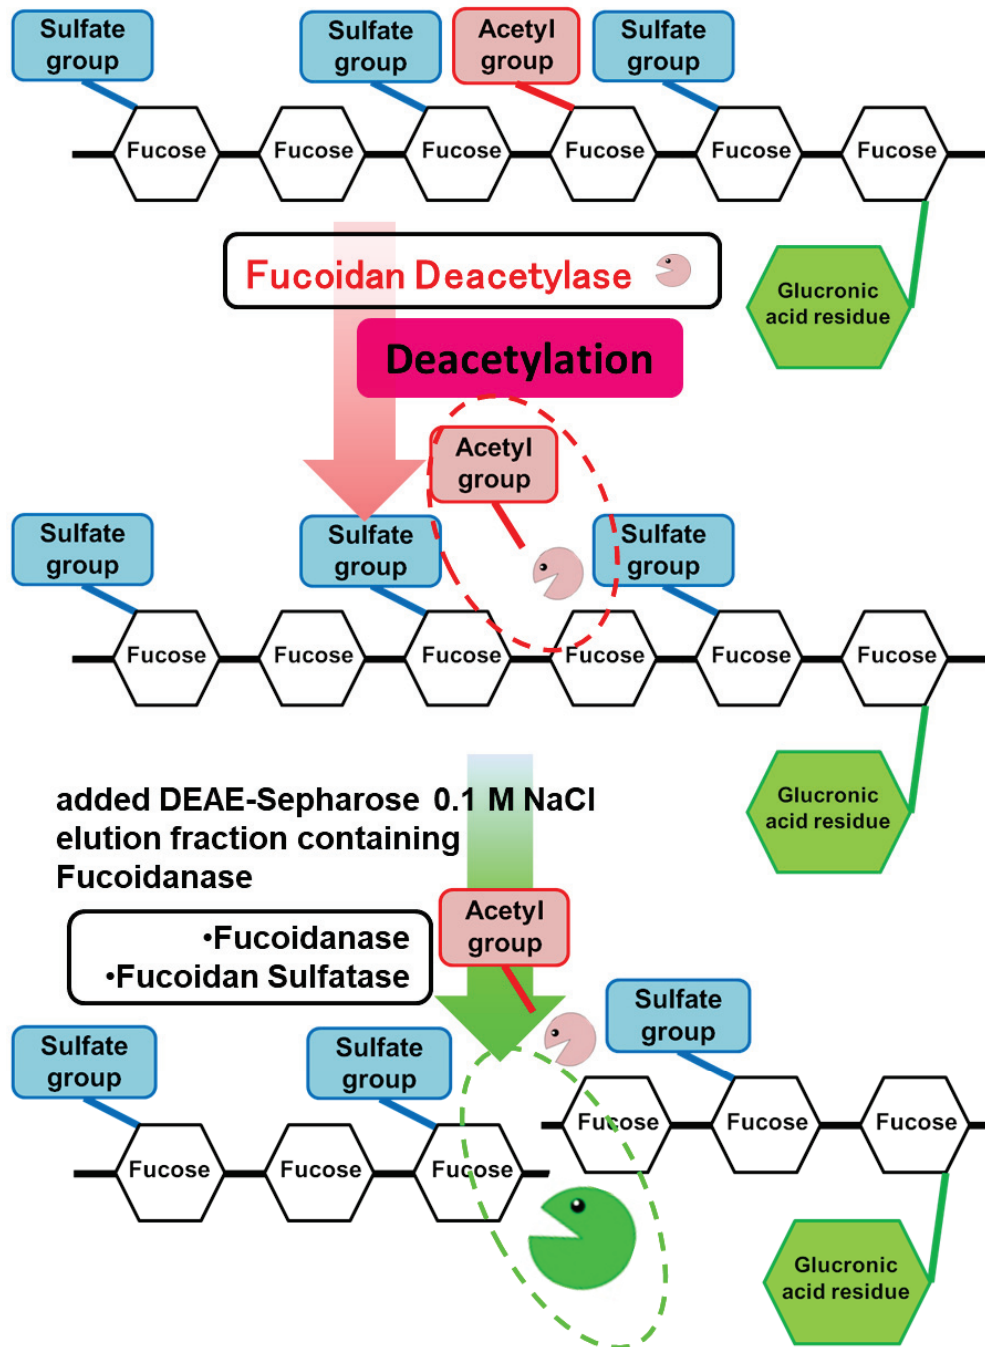 Sulfate
group
Sulfate
group
Acetyl
group
Sulfate
group
Fucose
Fucose
Fucose
Fucose
Fucose
Fucose
Glucronic
acid residue
Fucoidan Deacetylase
Deacetylation
Acetyl
group
Sulfate
group
Sulfate
group
Sulfate
group
Fucose
Fucose
Fucose
Fucose
Fucose
Fucose
Glucronic
acid residue
added DEAE-Sepharose 0.1 M NaCl
elution fraction containing
Fucoidanase
•Fucoidanase
•Fucoidan Sulfatase
Acetyl
group
Sulfate
group
Sulfate
group
Sulfate
group
Fucose
Fucose
Fucose
Fucose
Fucose
Fucose
Glucronic
acid residue